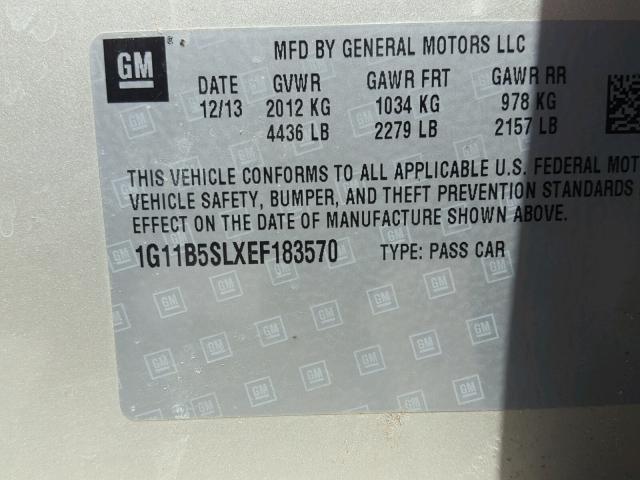 GM
®
MFD BY GENERAL MOTORS LLC
DATE GVWR GAWR FRT GAWR RR
12/13 2012 KG 1034 KG 978 KG
4436 LB 2279 LB 2157 LB
THIS VEHICLE CONFORMS TO ALL APPLICABLE U.S. FEDERAL MOT
VEHICLE SAFETY, BUMPER, AND THEFT PREVENTION STANDARDS
EFFECT ON THE DATE OF MANUFACTURE SHOWN ABOVE.
1G11B5SLXEF183570 TYPE: PASS CAR